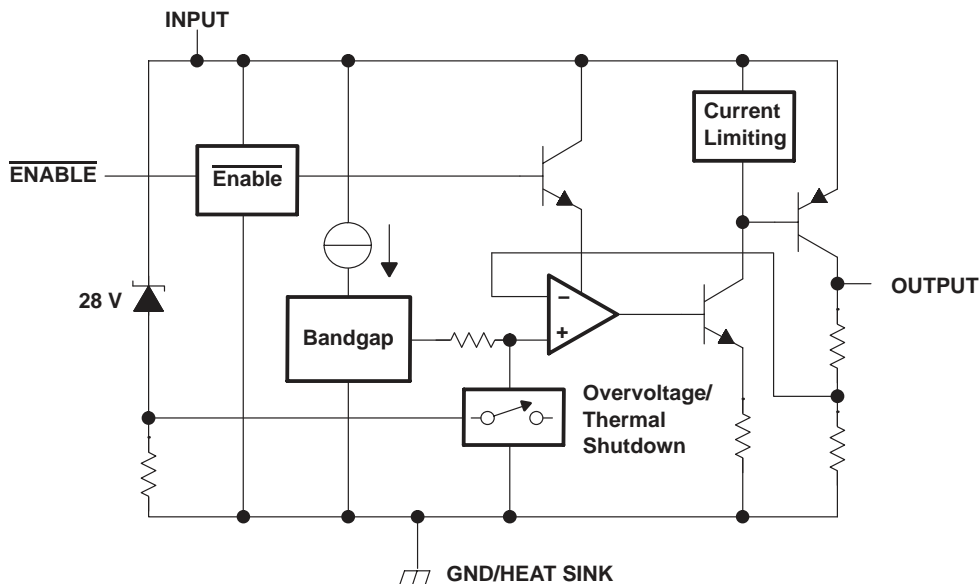 INPUT
Current
Limiting
ENABLE
Enable
28 V
OUTPUT
−
+
Bandgap
Overvoltage/
Thermal
Shutdown
GND/HEAT SINK